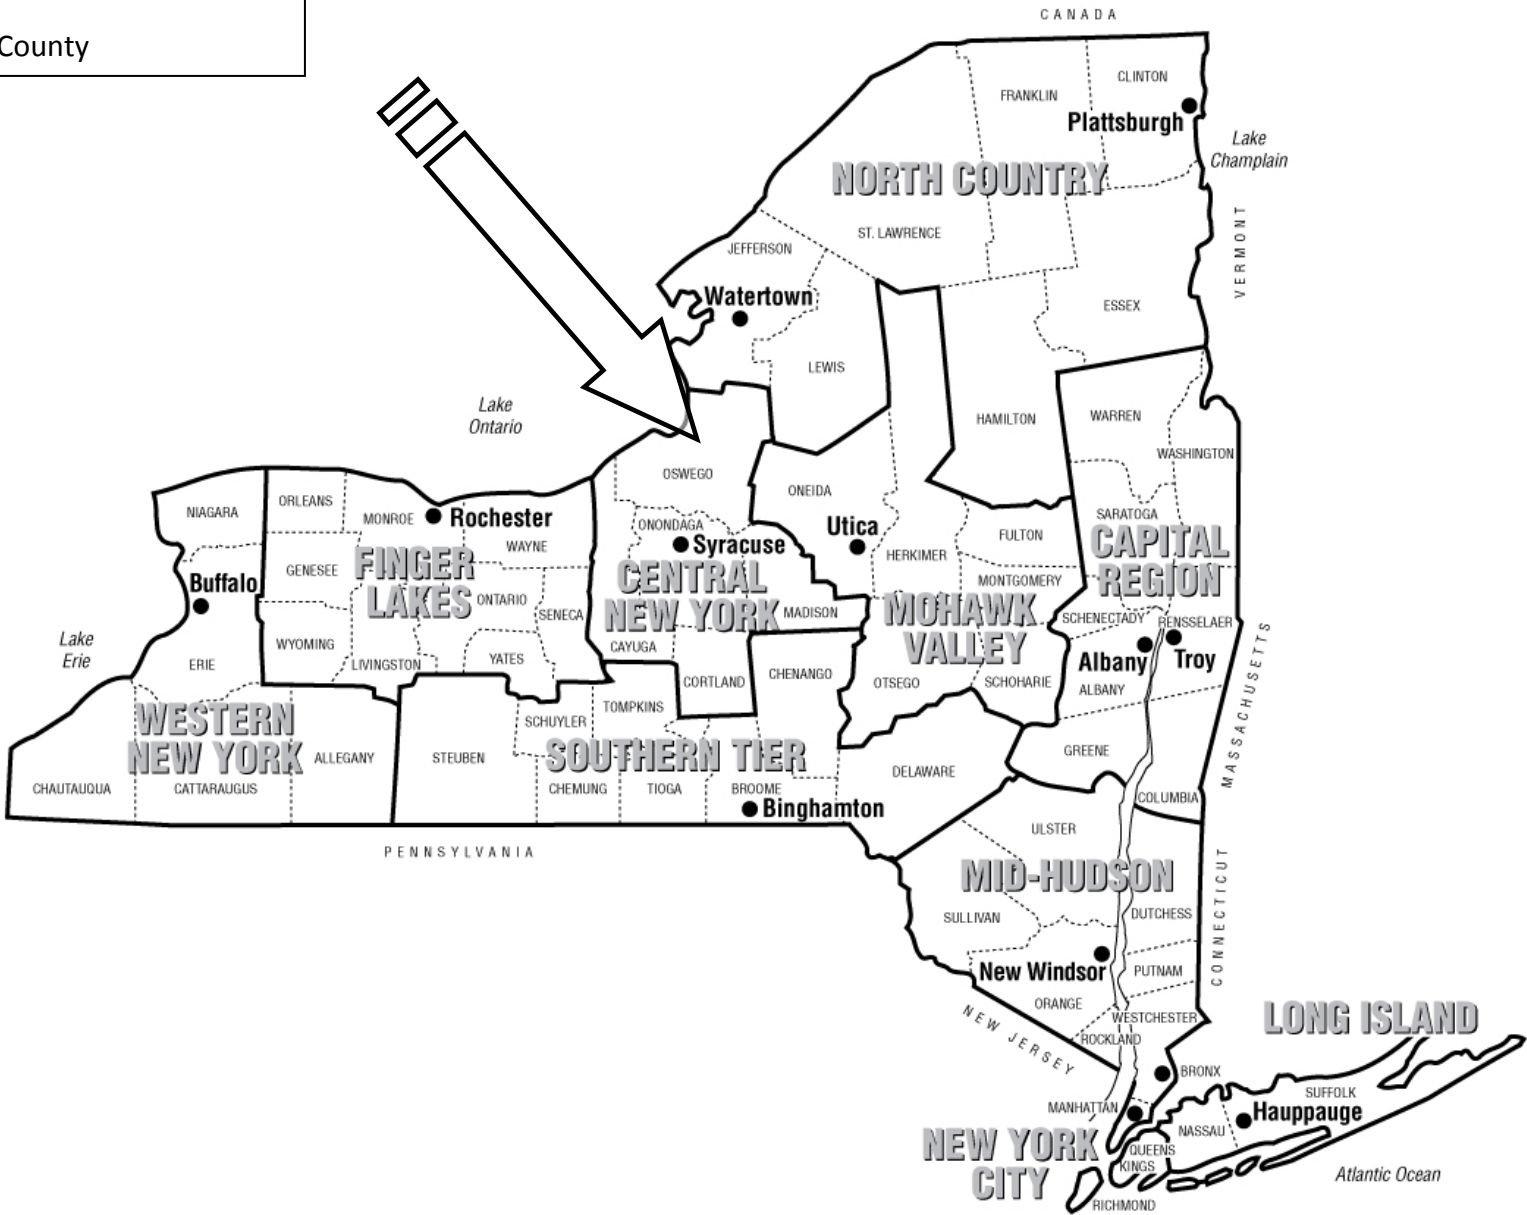 County
CANADA
CLINTON
FRANKLIN
Plattsburgh
Lake
Champlain
NORTH COUNTRY
VERMONT
ST. LAWRENCE
JEFFERSON
Watertown
ESSEX
LEWIS
Lake
Ontario
HAMILTON
WARREN
WASHINGTON
OSWEGO
ONEIDA
NIAGARA
ORLEANS
MONROE
Rochester
WAYNE
ONONDAGA
Syracuse
Utica
HERKIMER
FULTON
SARATOGA
CAPITAL
REGION
Buffalo
GENESEE
FINGER
LAKES
ONTARIO
SENECA
CENTRAL
NEW YORK
MADISON
MONTGOMERY
MOHAWK
VALLEY
SCHENECTADY
RENSSELAER
Lake
Erie
ERIE
WYOMING
LIVINGSTON
YATES
CAYUGA
CORTLAND
CHENANGO
OTSEGO
SCHOHARIE
Albany
Troy
ALBANY
MASSACHUSETTS
WESTERN
NEW YORK
ALLEGANY
STEUBEN
SCHUYLER
TOMPKINS
SOUTHERN TIER
CHAUTAUQUA
CATTARAUGUS
CHEMUNG
TIOGA
BROOME
Binghamton
DELAWARE
GREENE
COLUMBIA
PENNSYLVANIA
ULSTER
MID-HUDSON
SULLIVAN
DUTCHESS
CONNECTICUT
New Windsor
PUTNAM
ORANGE
WESTCHESTER
ROCKLAND
NEW JERSEY
LONG ISLAND
BRONX
SUFFOLK
MANHATTAN
Hauppauge
NASSAU
NEW YORK
CITY
QUEENS
KINGS
RICHMOND
Atlantic Ocean